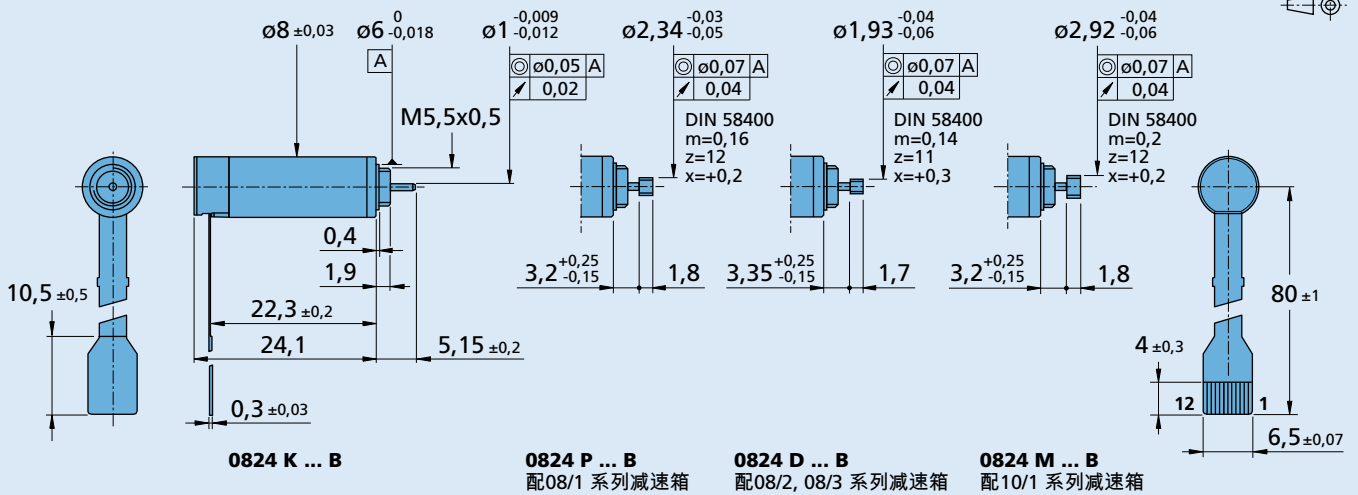 ø8 ±0,03
ø6 0 -0,018
A
ø1 -0,009 -0,012
ø0,05 A
0,02
ø2,34 -0,03 -0,05
ø0,07 A
0,04
DIN 58400
m=0,16
z=12
x=+0,2
ø1,93 -0,04 -0,06
ø0,07 A
0,04
DIN 58400
m=0,14
z=11
x=+0,3
ø2,92 -0,04 -0,06
ø0,07 A
0,04
DIN 58400
m=0,2
z=12
x=+0,2
M5,5x0,5
0,4
1,9
10,5 ±0,5
22,3 ±0,2
24,1
5,15 ±0,2
0,3 ±0,03
3,2 +0,25 -0,15
1,8
3,35 +0,25 -0,15
1,7
3,2 +0,25 -0,15
1,8
80 ±1
4 ±0,3
12
1
6,5 ±0,07
0824 K ... B
0824 P ... B
配08/1 系列减速箱
0824 D ... B
配08/2, 08/3 系列减速箱
0824 M ... B
配10/1 系列减速箱